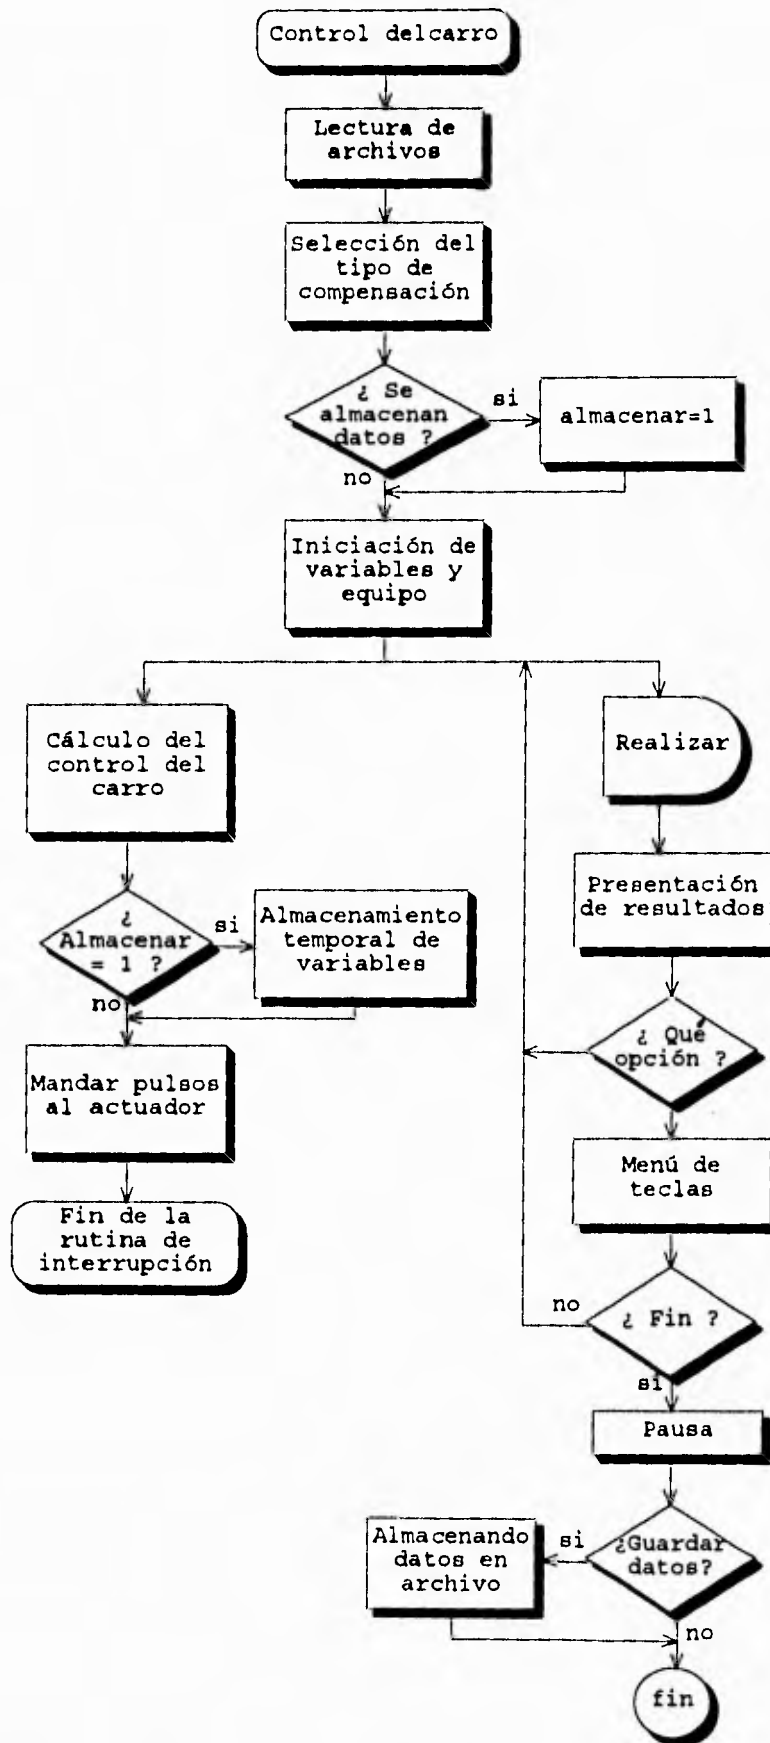 Control delcarro
Lectura de
archivos
Selección del
tipo de
compensación
¿ Se
almacenan
datos ?
si
almacenar=1
no
Iniciación de
variables y
equipo
Cálculo del
control del
carro
¿
Almacenar
= 1 ?
si
Almacenamiento
temporal de
variables
no
Mandar pulsos
al actuador
Fin de la
rutina de
interrupción
Realizar
Presentación
de resultados
¿ Qué
opción ?
Menú de
teclas
¿ Fin ?
no
si
Pausa
¿Guardar
datos?
si
Almacenando
datos en
archivo
no
fin